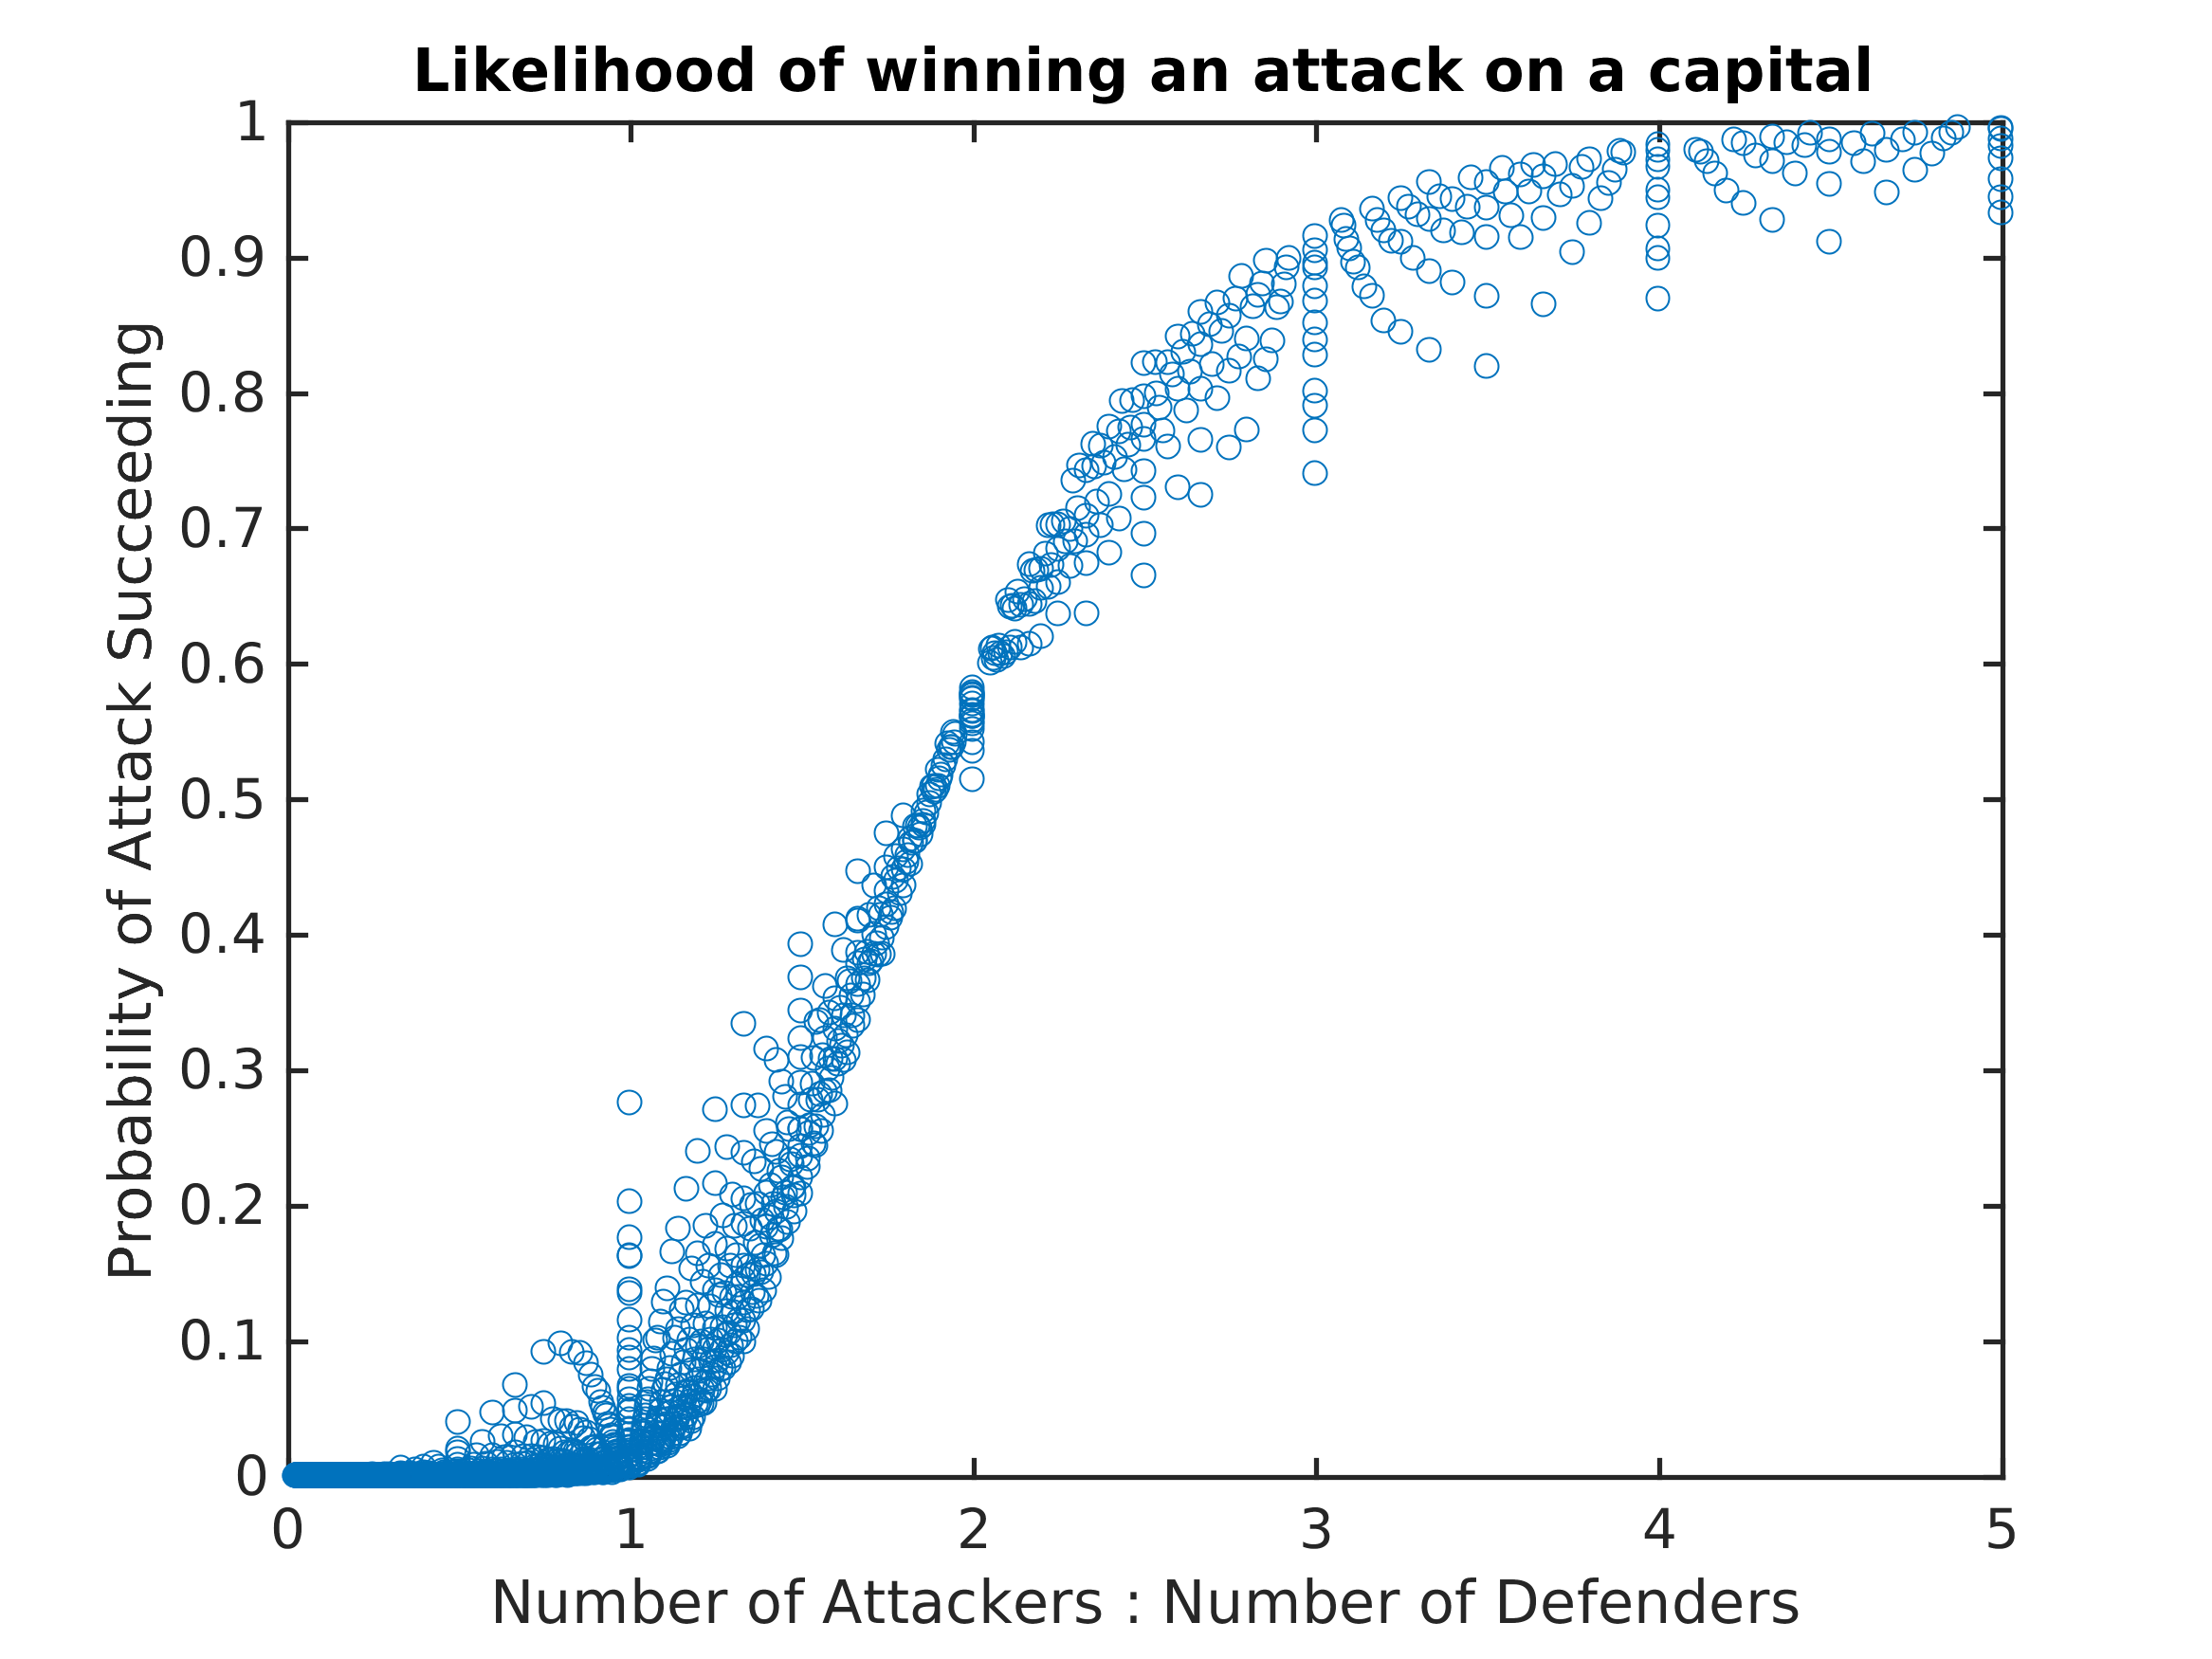 Likelihood of winning an attack on a capital
Probability of Attack Succeeding
1
0.9
0.8
0.7
0.6
0.5
0.4
0.3
0.2
0.1
0
0 1 2 3 4 5
Number of Attackers : Number of Defenders